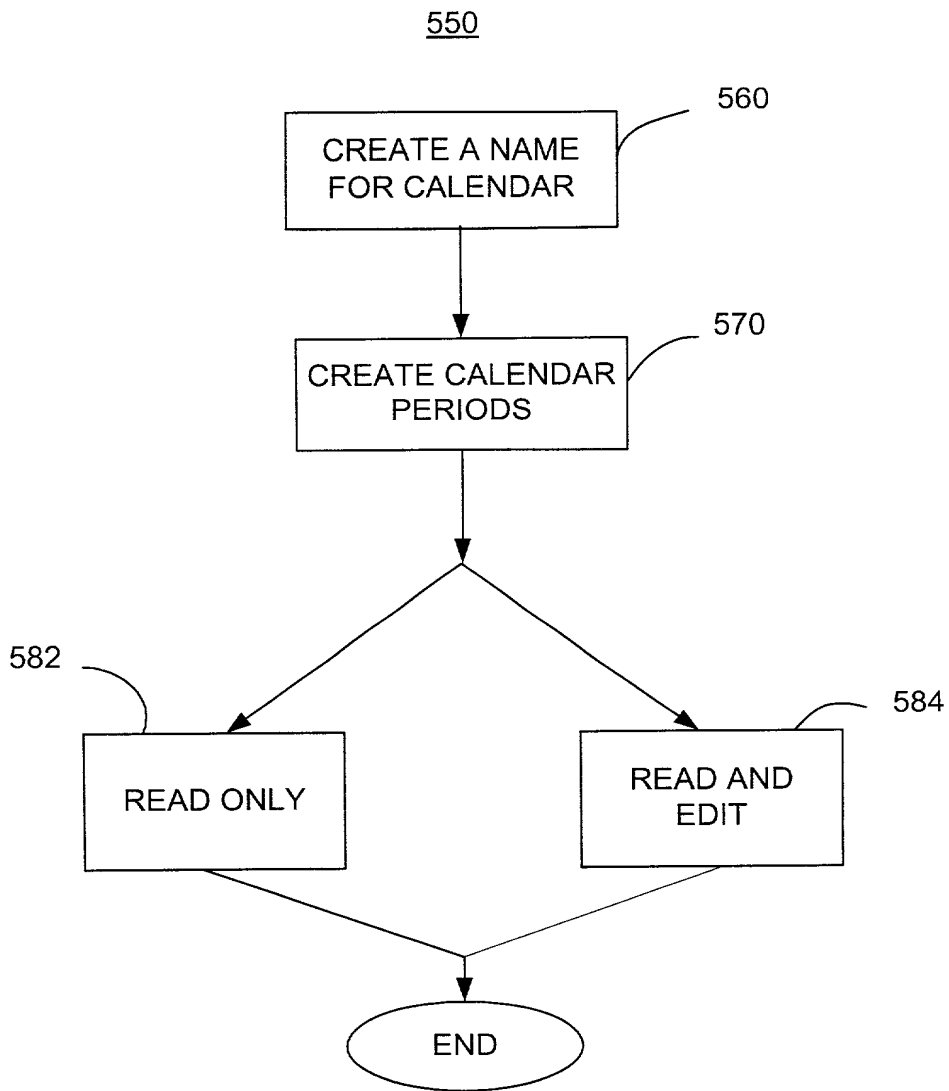 550
560
CREATE A NAME
FOR CALENDAR
570
CREATE CALENDAR
PERIODS
582
584
READ ONLY
READ AND
EDIT
END